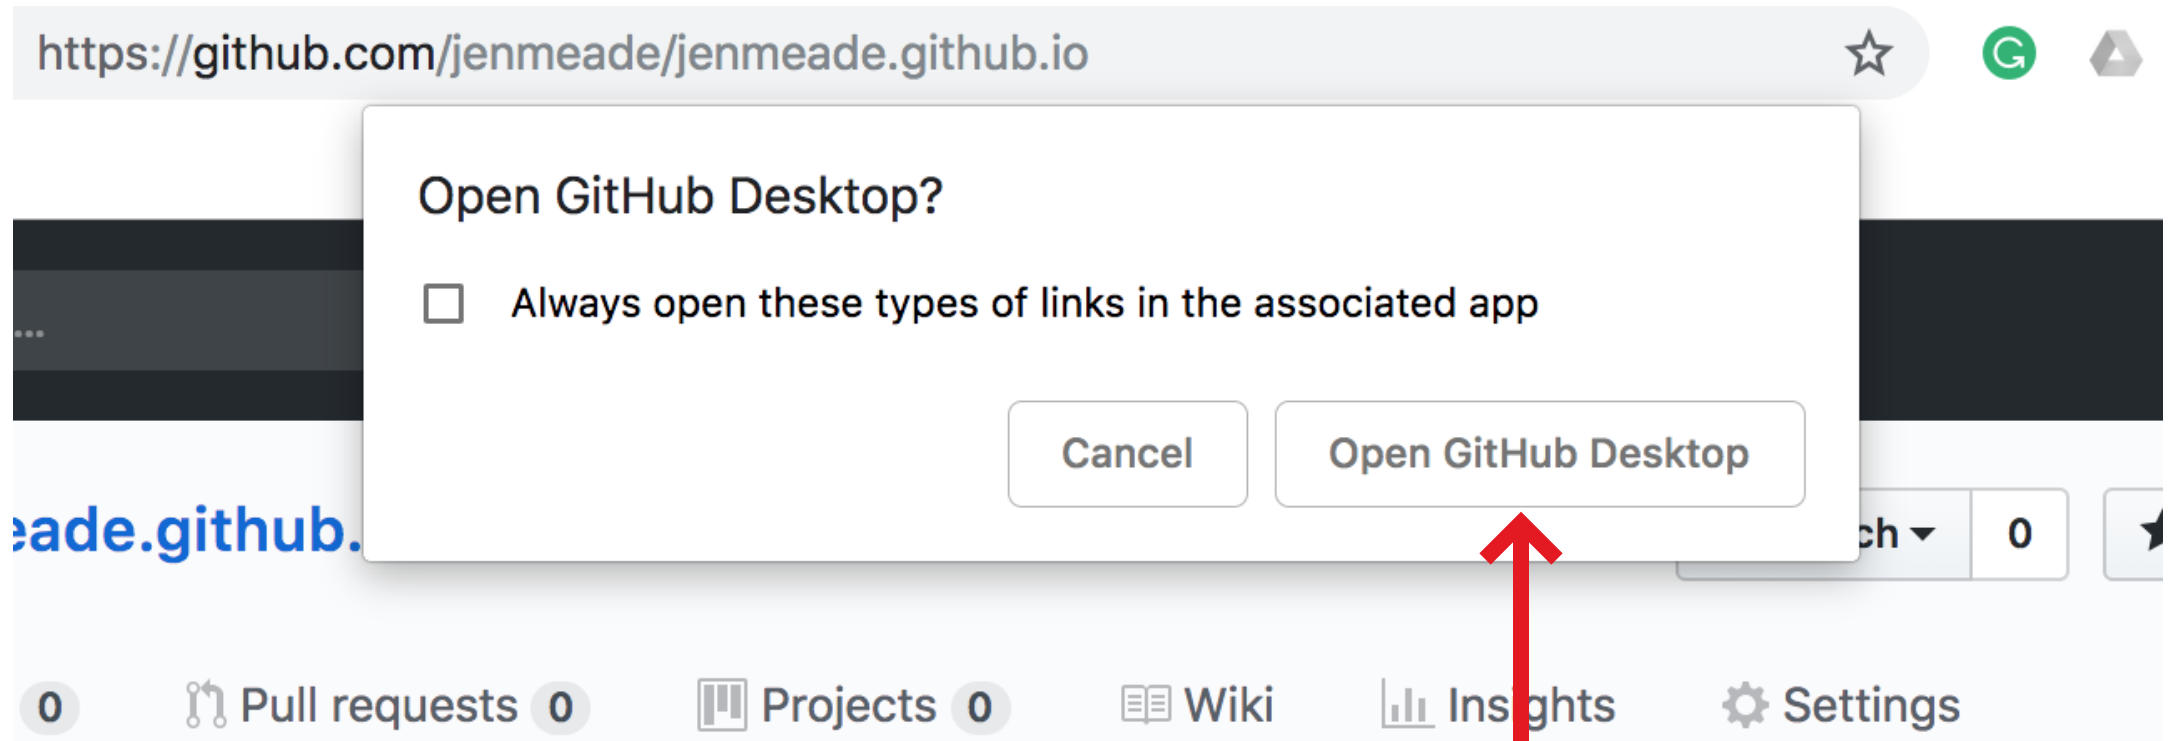 https://github.com/jenmeade/jenmeade.github.io
Open GitHub Desktop?
Always open these types of links in the associated app
...
Cancel Open GitHub Desktop
eade.github. ch 0
0 Pull requests 0 Projects 0 Wiki Insights Settings